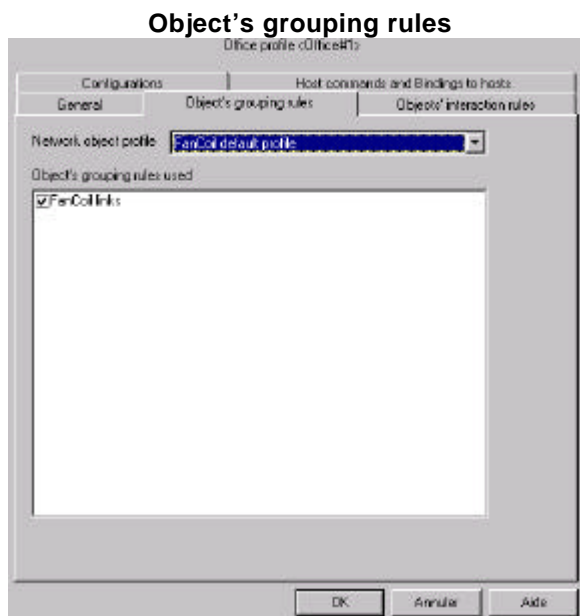 Object's grouping rules
Office profile <Office#1>
Configurations
Host commands and Bindings to hosts
General
Object's grouping rules
Objects' interaction rules
Network object profile
FanCoil default profile
Object's grouping rules used
FanCoil links
OK
Annuler
Aide